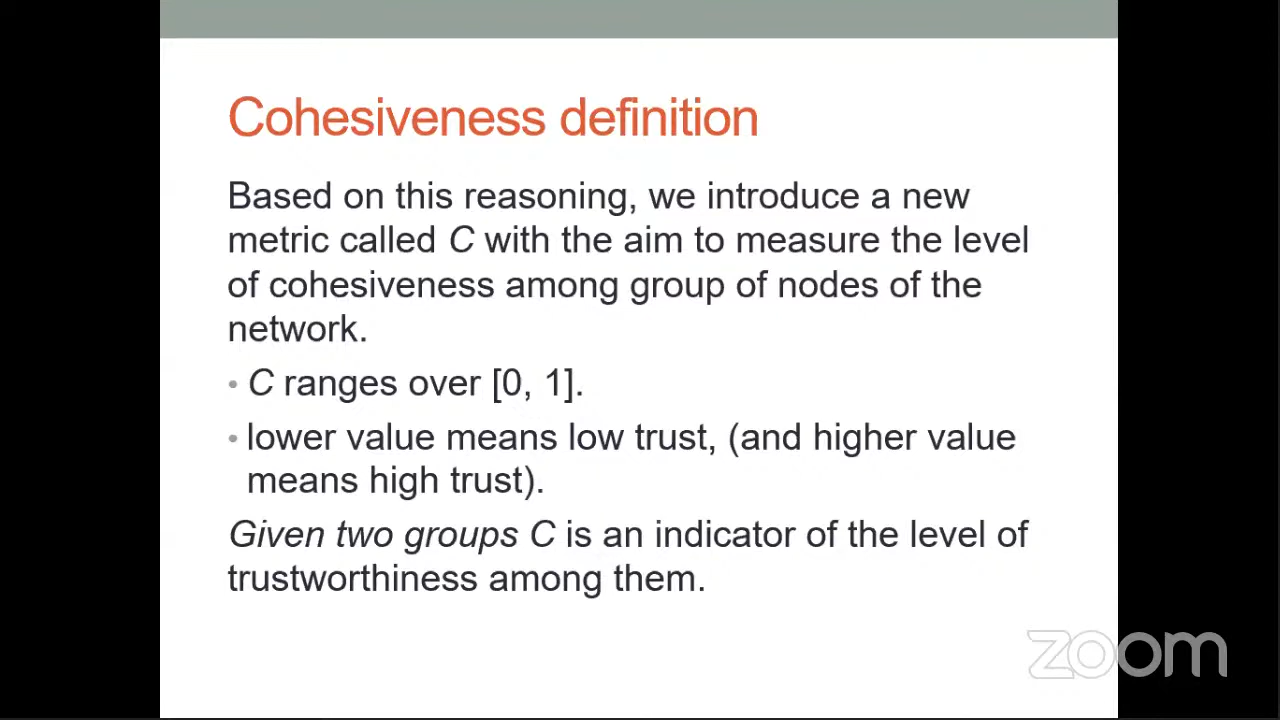 Cohesiveness definition
Based on this reasoning, we introduce a new
metric called C with the aim to measure the level
of cohesiveness among group of nodes of the
network.
• C ranges over [0, 1].
• lower value means low trust, (and higher value
means high trust).
Given two groups C is an indicator of the level of
trustworthiness among them.
zoom